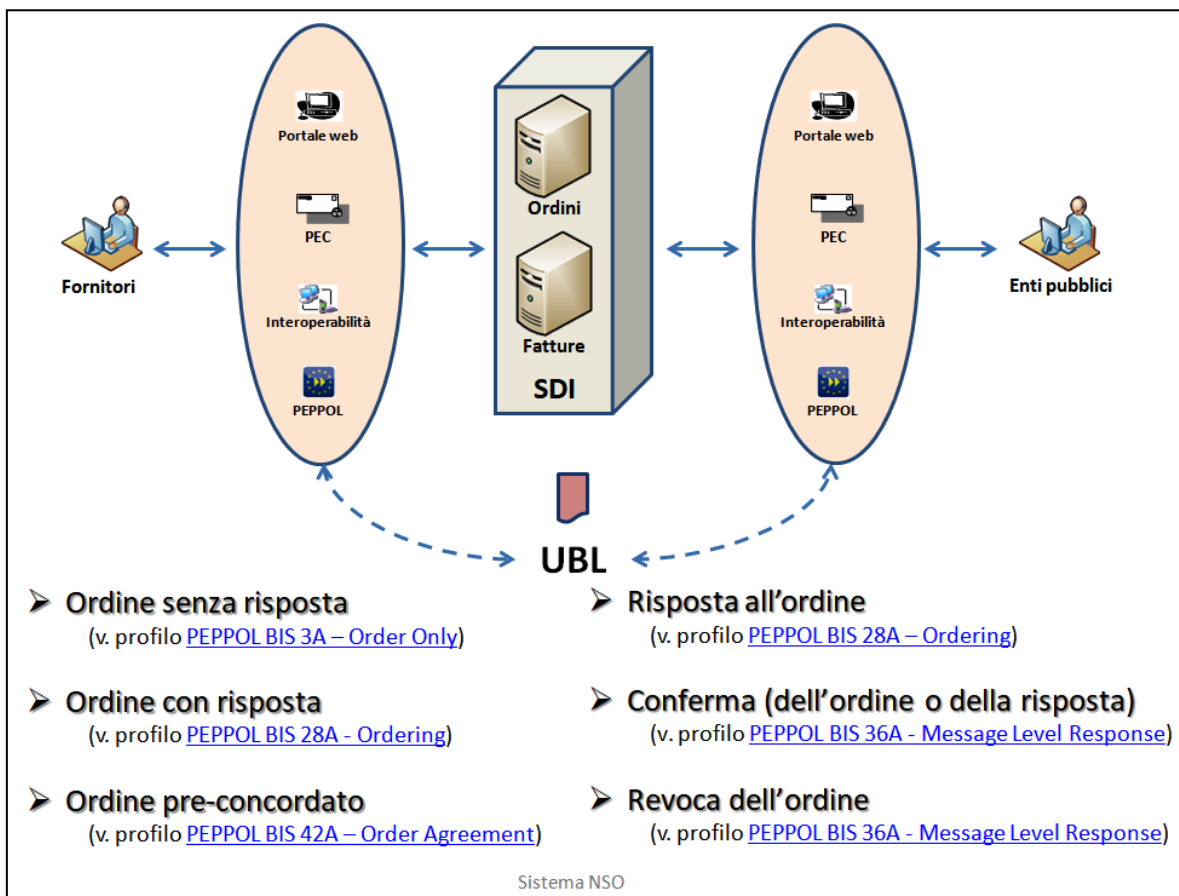 Portale web
PEC
Interoperabilità
PEPPOL
Fornitori
Ordini
Fatture
SDI
Portale web
PEC
Interoperabilità
PEPPOL
Enti pubblici
UBL
➢ Ordine senza risposta
(v. profilo PEPPOL BIS 3A – Order Only)
➢ Ordine con risposta
(v. profilo PEPPOL BIS 28A - Ordering)
➢ Ordine pre-concordato
(v. profilo PEPPOL BIS 42A – Order Agreement)
➢ Risposta all’ordine
(v. profilo PEPPOL BIS 28A – Ordering)
➢ Conferma (dell’ordine o della risposta)
(v. profilo PEPPOL BIS 36A - Message Level Response)
➢ Revoca dell’ordine
(v. profilo PEPPOL BIS 36A - Message Level Response)
Sistema NSO